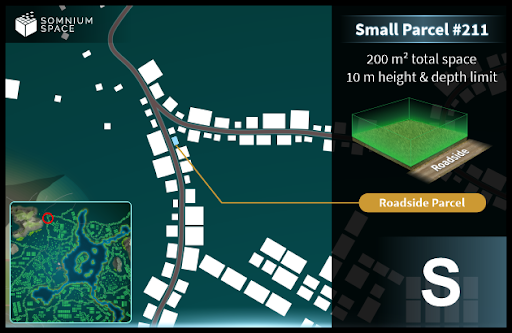 SOMNIUM
SPACE
Small Parcel #211
200 m² total space
10 m height & depth limit
Roadside
Roadside Parcel
S